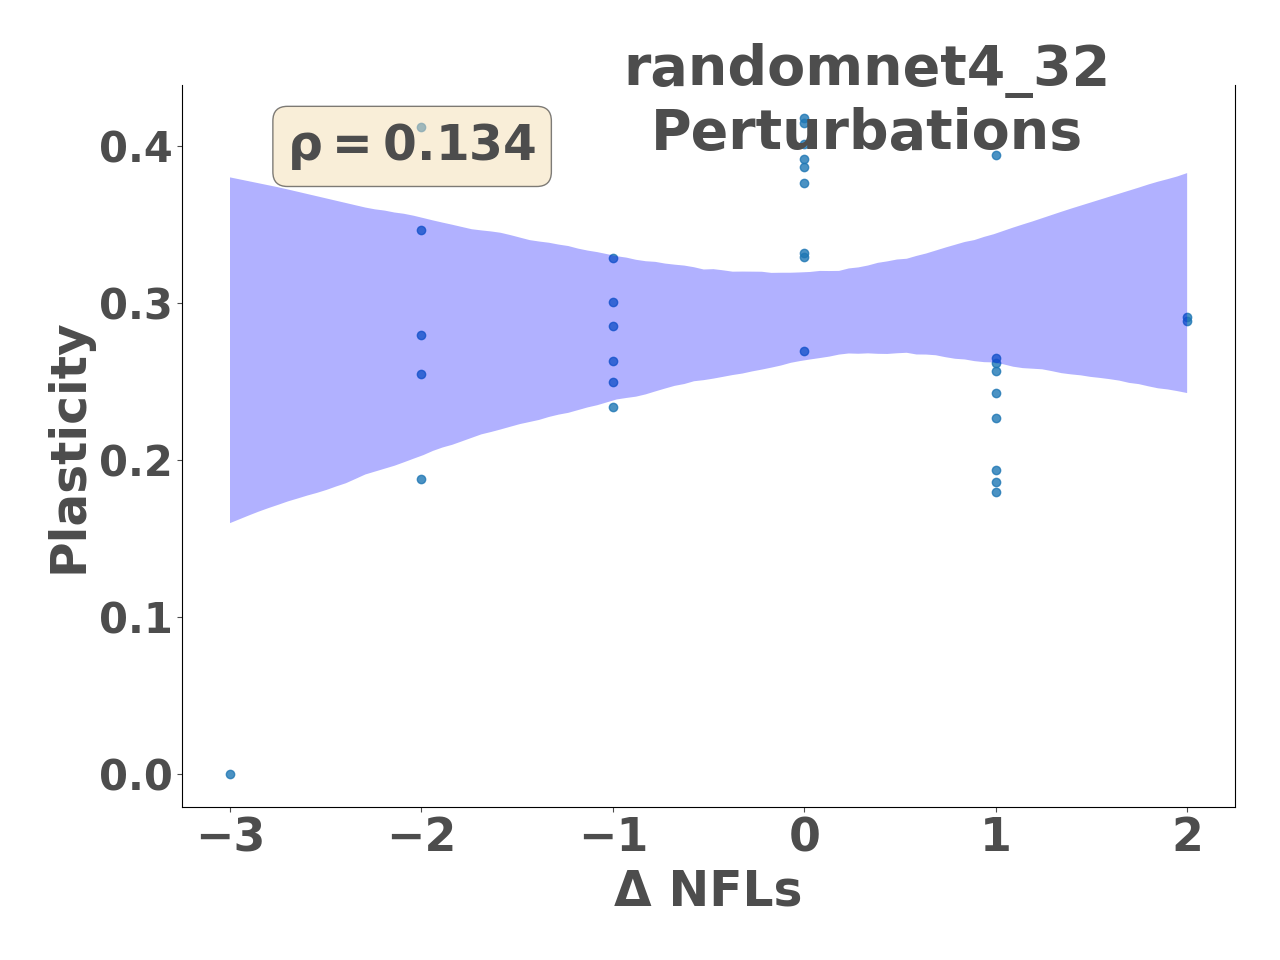 randomnet4_32
Perturbations
ρ = 0.134
Plasticity
0.4
0.3
0.2
0.1
0.0
−3 −2 −1 0 1 2
Δ NFLs